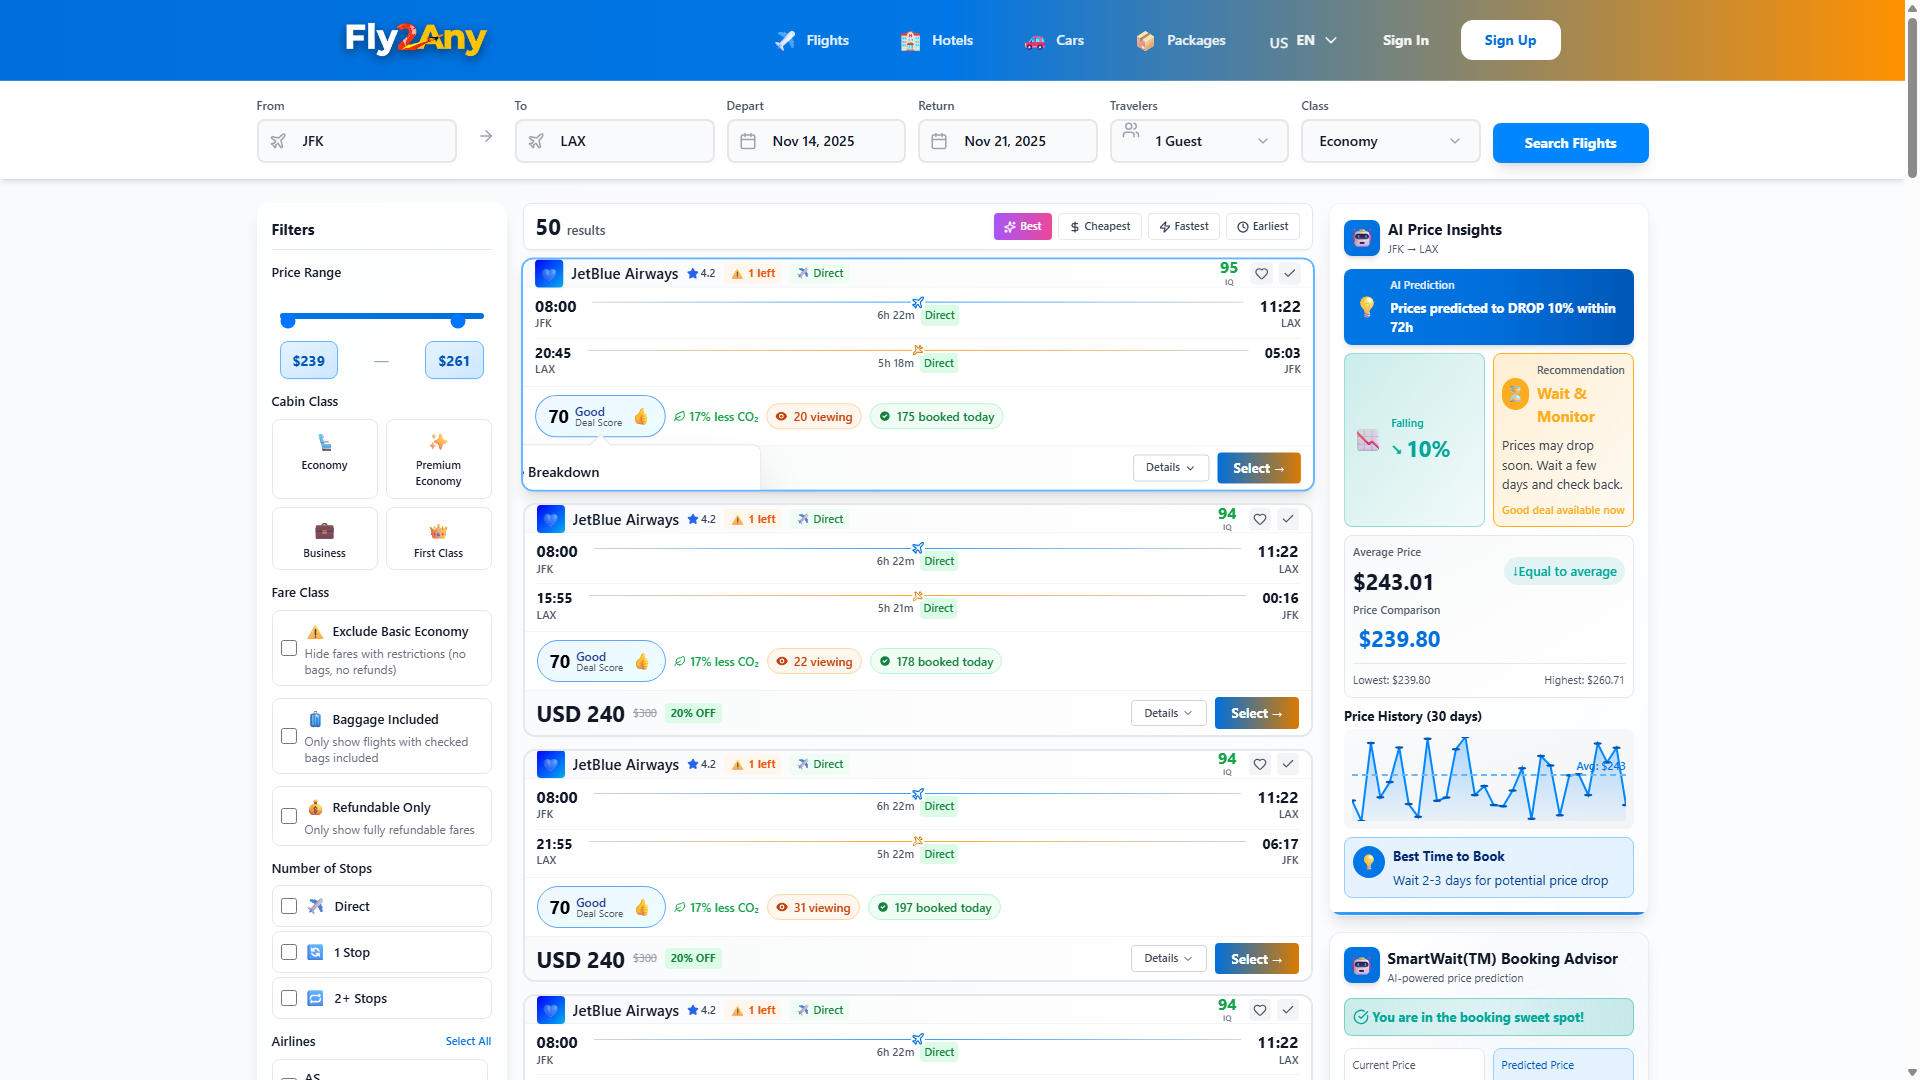 Fly2Any
Flights
Hotels
Cars
Packages
US EN
Sign In
Sign Up
From
JFK
To
LAX
Depart
Nov 14, 2025
Return
Nov 21, 2025
Travelers
1 Guest
Class
Economy
Search Flights
Filters
Price Range
$239
—
$261
Cabin Class
Economy
Premium
Economy
Business
First Class
Fare Class
Exclude Basic Economy
Hide fares with restrictions (no
bags, no refunds)
Baggage Included
Only show flights with checked
bags included
Refundable Only
Only show fully refundable fares
Number of Stops
Direct
1 Stop
2+ Stops
Airlines
Select All
AS
50 results
Best
Cheapest
Fastest
Earliest
JetBlue Airways 4.2 1 left Direct
95
IQ
08:00
JFK
6h 22m Direct
11:22
LAX
20:45
LAX
5h 18m Direct
05:03
JFK
70 Good
Deal Score
17% less CO₂
20 viewing
175 booked today
Breakdown
Details
Select →
JetBlue Airways 4.2 1 left Direct
94
IQ
08:00
JFK
6h 22m Direct
11:22
LAX
15:55
LAX
5h 21m Direct
00:16
JFK
70 Good
Deal Score
17% less CO₂
22 viewing
178 booked today
USD 240 $300 20% OFF
Details
Select →
JetBlue Airways 4.2 1 left Direct
94
IQ
08:00
JFK
6h 22m Direct
11:22
LAX
21:55
LAX
5h 22m Direct
06:17
JFK
70 Good
Deal Score
17% less CO₂
31 viewing
197 booked today
USD 240 $300 20% OFF
Details
Select →
JetBlue Airways 4.2 1 left Direct
94
IQ
08:00
JFK
6h 22m Direct
11:22
LAX
AI Price Insights
JFK → LAX
AI Prediction
Prices predicted to DROP 10% within
72h
Falling
↘ 10%
Recommendation
Wait &
Monitor
Prices may drop
soon. Wait a few
days and check back.
Good deal available now
Average Price
$243.01
↓Equal to average
Price Comparison
$239.80
Lowest: $239.80
Highest: $260.71
Price History (30 days)
Avg: $243
Best Time to Book
Wait 2-3 days for potential price drop
SmartWait(TM) Booking Advisor
AI-powered price prediction
You are in the booking sweet spot!
Current Price
Predicted Price